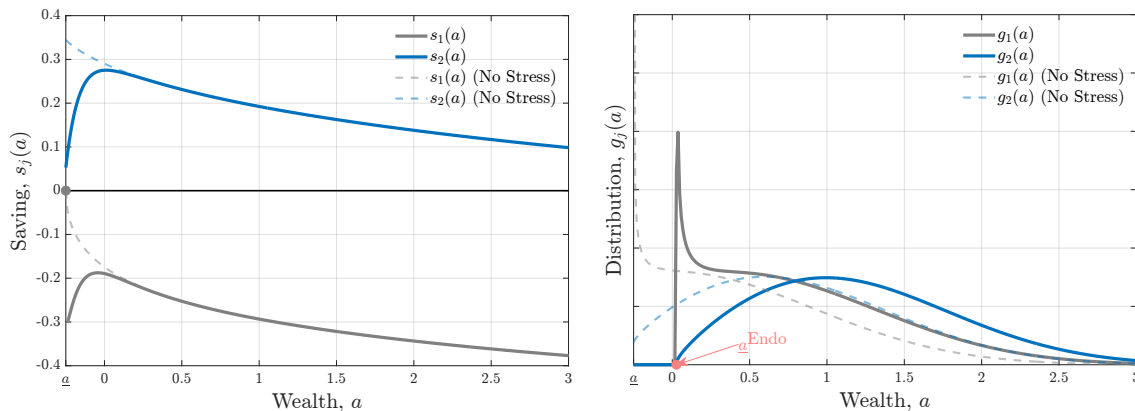 0.4
0.3
0.2
0.1
0
-0.1
-0.2
-0.3
-0.4
Saving, s_j(a)
s_1(a)
s_2(a)
s_1(a) (No Stress)
s_2(a) (No Stress)
a̲ 0 0.5 1 1.5 2 2.5 3
Wealth, a
Distribution, g_j(a)
g_1(a)
g_2(a)
g_1(a) (No Stress)
g_2(a) (No Stress)
a̲^Endo
a̲ 0 0.5 1 1.5 2 2.5 3
Wealth, a